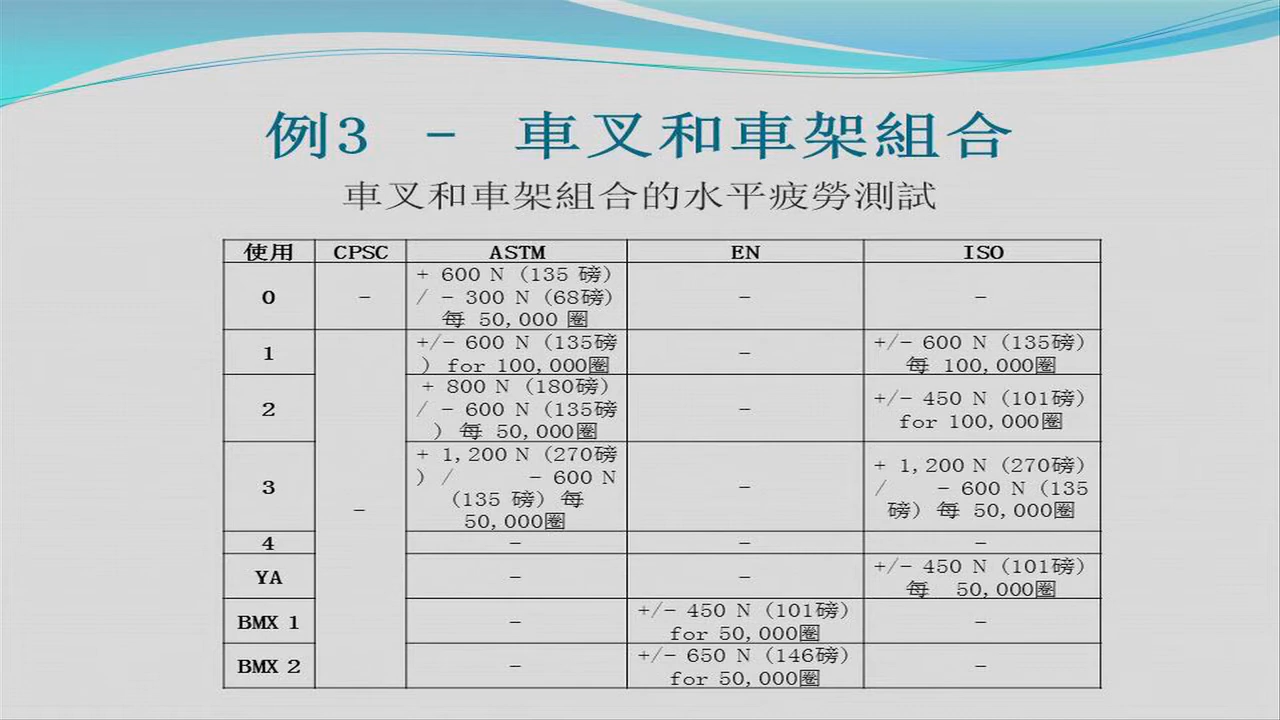 例3 - 車叉和車架組合
車叉和車架組合的水平疲勞測試
使用 CPSC ASTM EN ISO
0 - + 600 N (135 磅) / - 300 N (68磅) 每 50,000 圈 - -
1 +/- 600 N (135磅) for 100,000圈 - +/- 600 N (135磅) 每 100,000圈
2 + 800 N (180磅) / - 600 N (135磅) 每 50,000圈 - +/- 450 N (101磅) for 100,000圈
3 - + 1,200 N (270磅) / - 600 N (135 磅) 每 50,000圈 - + 1,200 N (270磅) / - 600 N (135 磅) 每 50,000圈
4 - - -
YA - - +/- 450 N (101磅) 每 50,000圈
BMX 1 - +/- 450 N (101磅) for 50,000圈 -
BMX 2 - +/- 650 N (146磅) for 50,000圈 -